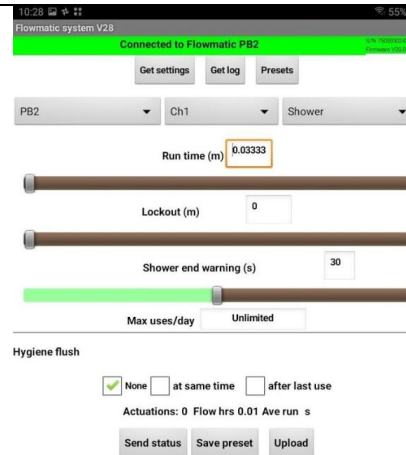 10:28 55%
Flowmatic system V28
Connected to Flowmatic PB2
Get settings Get log Presets
PB2 Ch1 Shower
Run time (m) 0.03333
Lockout (m) 0
Shower end warning (s) 30
Max uses/day Unlimited
Hygiene flush
None at same time after last use
Actuations: 0 Flow hrs 0.01 Ave run s
Send status Save preset Upload